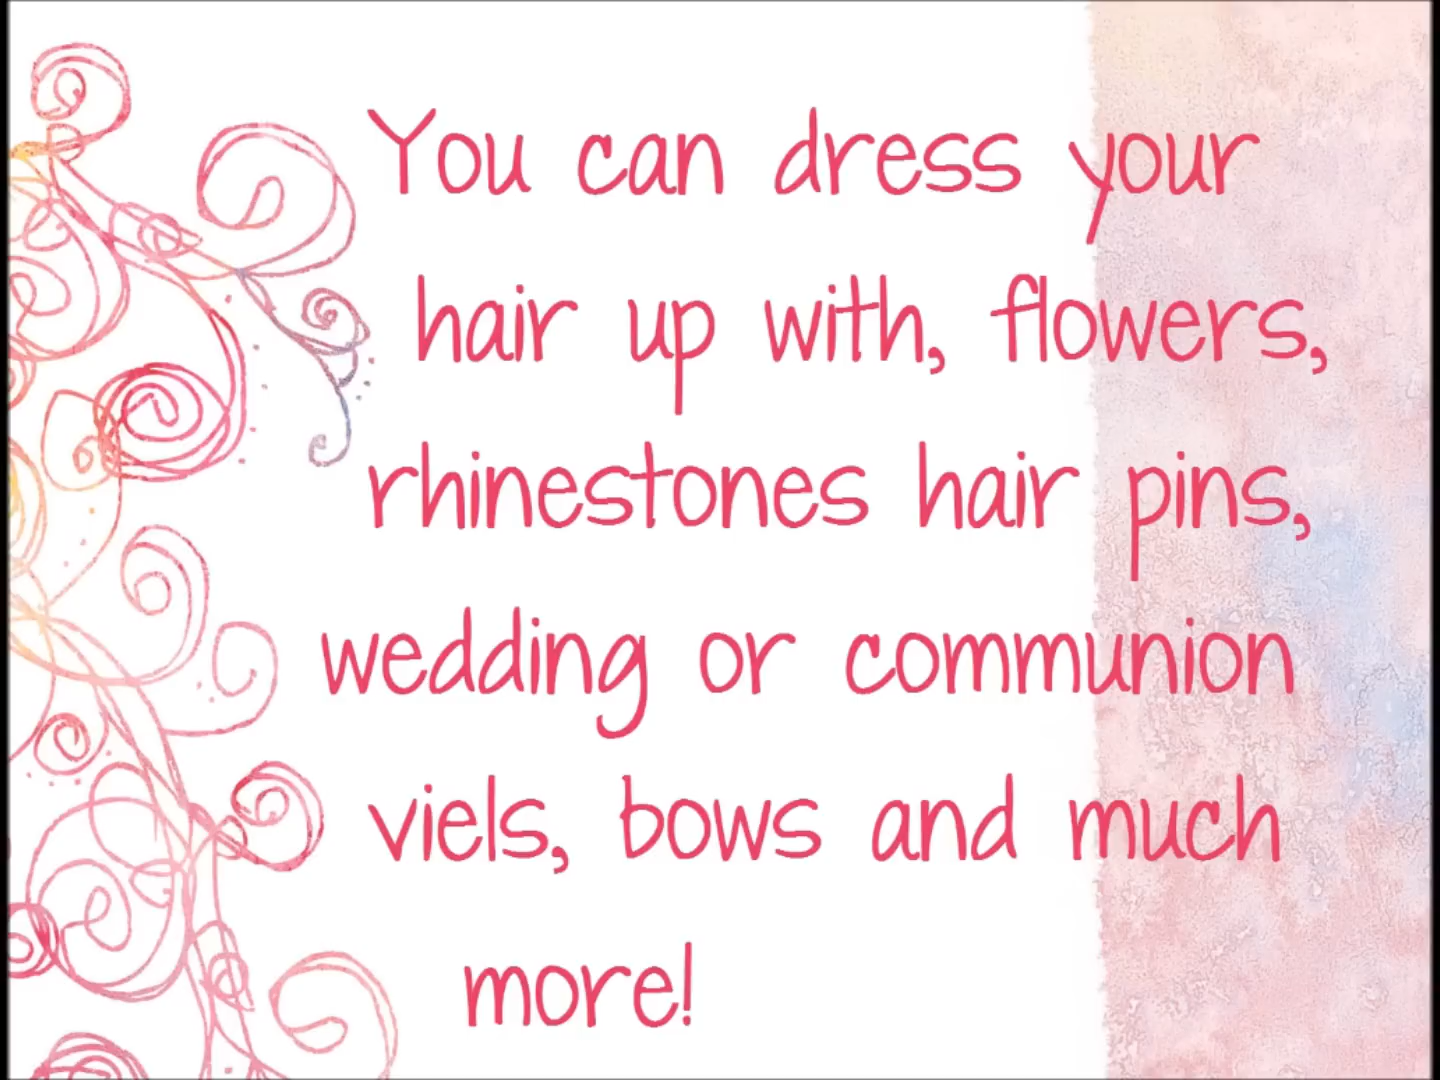 You can dress your
hair up with, flowers,
rhinestones hair pins,
wedding or communion
viels, bows and much
more!